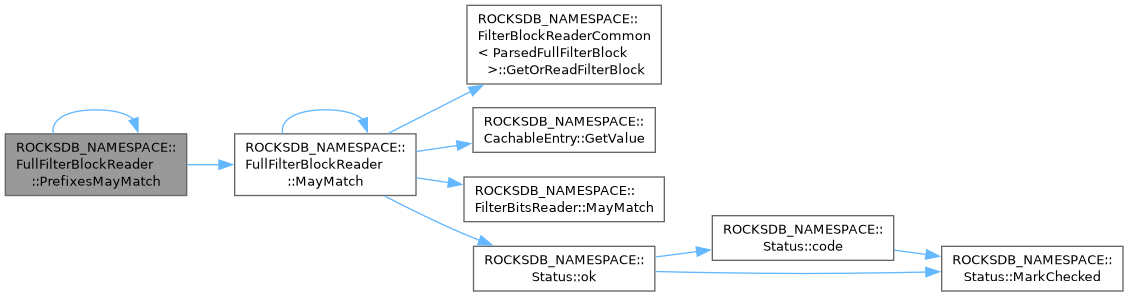 ROCKSDB_NAMESPACE::
FullFilterBlockReader
::PrefixesMayMatch
ROCKSDB_NAMESPACE::
FullFilterBlockReader
::MayMatch
ROCKSDB_NAMESPACE::
FilterBlockReaderCommon
< ParsedFullFilterBlock
>::GetOrReadFilterBlock
ROCKSDB_NAMESPACE::
CachableEntry::GetValue
ROCKSDB_NAMESPACE::
FilterBitsReader::MayMatch
ROCKSDB_NAMESPACE::
Status::ok
ROCKSDB_NAMESPACE::
Status::code
ROCKSDB_NAMESPACE::
Status::MarkChecked